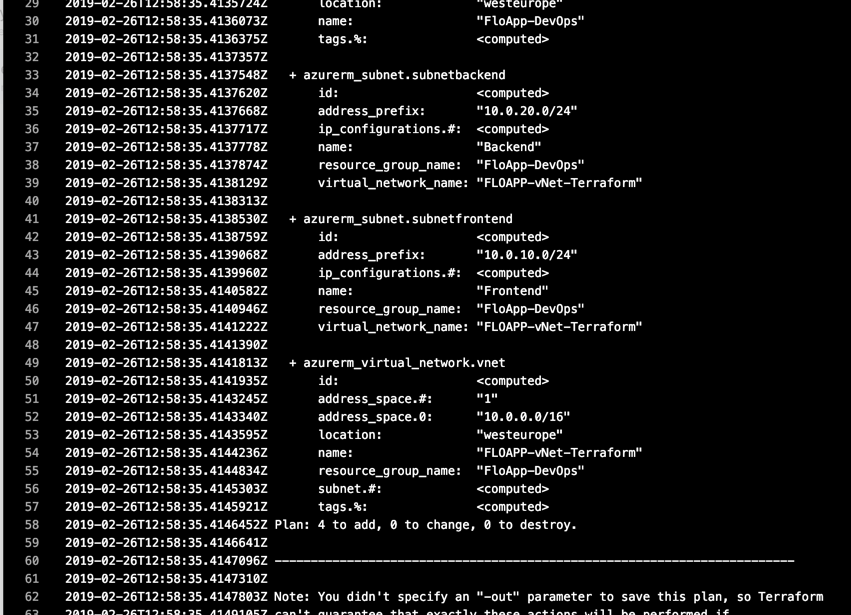 29 2019-02-26T12:58:35.4135724Z location: "westeurope"
30 2019-02-26T12:58:35.4136073Z name: "FloApp-DevOps"
31 2019-02-26T12:58:35.4136375Z tags.%: <computed>
32 2019-02-26T12:58:35.4137357Z
33 2019-02-26T12:58:35.4137548Z + azurerm_subnet.subnetbackend
34 2019-02-26T12:58:35.4137620Z id: <computed>
35 2019-02-26T12:58:35.4137668Z address_prefix: "10.0.20.0/24"
36 2019-02-26T12:58:35.4137717Z ip_configurations.#: <computed>
37 2019-02-26T12:58:35.4137778Z name: "Backend"
38 2019-02-26T12:58:35.4137874Z resource_group_name: "FloApp-DevOps"
39 2019-02-26T12:58:35.4138129Z virtual_network_name: "FLOAPP-vNet-Terraform"
40 2019-02-26T12:58:35.4138313Z
41 2019-02-26T12:58:35.4138530Z + azurerm_subnet.subnetfrontend
42 2019-02-26T12:58:35.4138759Z id: <computed>
43 2019-02-26T12:58:35.4139068Z address_prefix: "10.0.10.0/24"
44 2019-02-26T12:58:35.4139960Z ip_configurations.#: <computed>
45 2019-02-26T12:58:35.4140582Z name: "Frontend"
46 2019-02-26T12:58:35.4140946Z resource_group_name: "FloApp-DevOps"
47 2019-02-26T12:58:35.4141222Z virtual_network_name: "FLOAPP-vNet-Terraform"
48 2019-02-26T12:58:35.4141390Z
49 2019-02-26T12:58:35.4141813Z + azurerm_virtual_network.vnet
50 2019-02-26T12:58:35.4141935Z id: <computed>
51 2019-02-26T12:58:35.4143245Z address_space.#: "1"
52 2019-02-26T12:58:35.4143340Z address_space.0: "10.0.0.0/16"
53 2019-02-26T12:58:35.4143595Z location: "westeurope"
54 2019-02-26T12:58:35.4144236Z name: "FLOAPP-vNet-Terraform"
55 2019-02-26T12:58:35.4144834Z resource_group_name: "FloApp-DevOps"
56 2019-02-26T12:58:35.4145303Z subnet.#: <computed>
57 2019-02-26T12:58:35.4145921Z tags.%: <computed>
58 2019-02-26T12:58:35.4146452Z Plan: 4 to add, 0 to change, 0 to destroy.
59 2019-02-26T12:58:35.4146641Z
60 2019-02-26T12:58:35.4147096Z ------------------------------------------------------------------------
61 2019-02-26T12:58:35.4147310Z
62 2019-02-26T12:58:35.4147803Z Note: You didn't specify an "-out" parameter to save this plan, so Terraform
63 2019-02-26T12:58:35.4149105Z can't guarantee that exactly these actions will be performed if